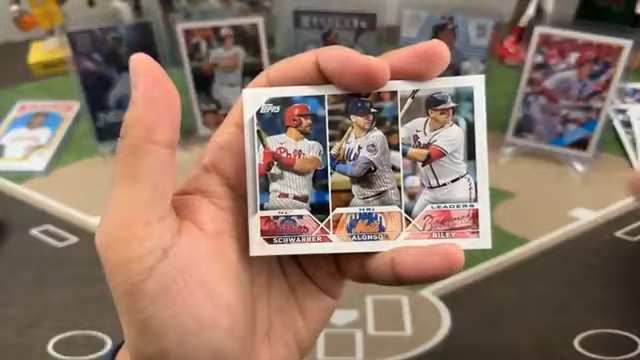 TOPPS
Phillies
NL HR LEADERS
Mets
Braves
SCHWARBER ALONSO RILEY